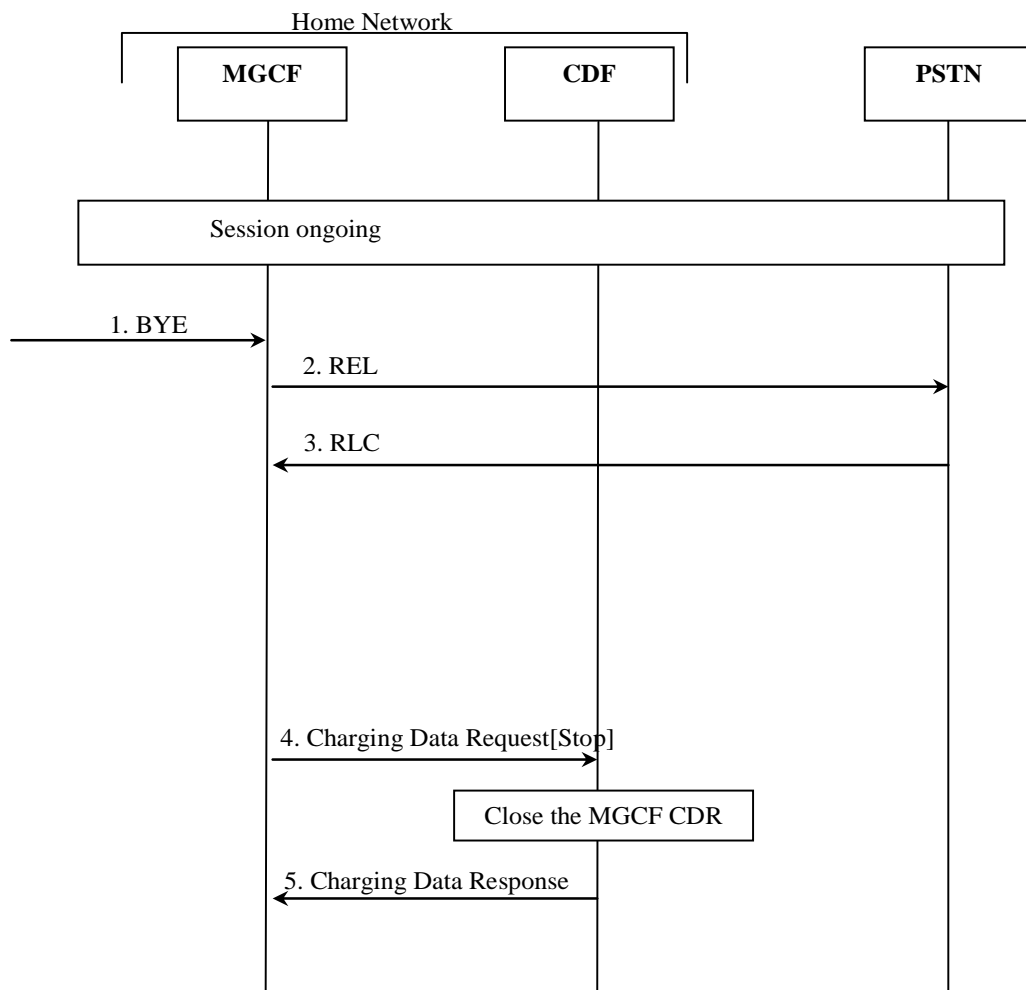 Home Network
MGCF
CDF
PSTN
Session ongoing
1. BYE
2. REL
3. RLC
4. Charging Data Request[Stop]
Close the MGCF CDR
5. Charging Data Response